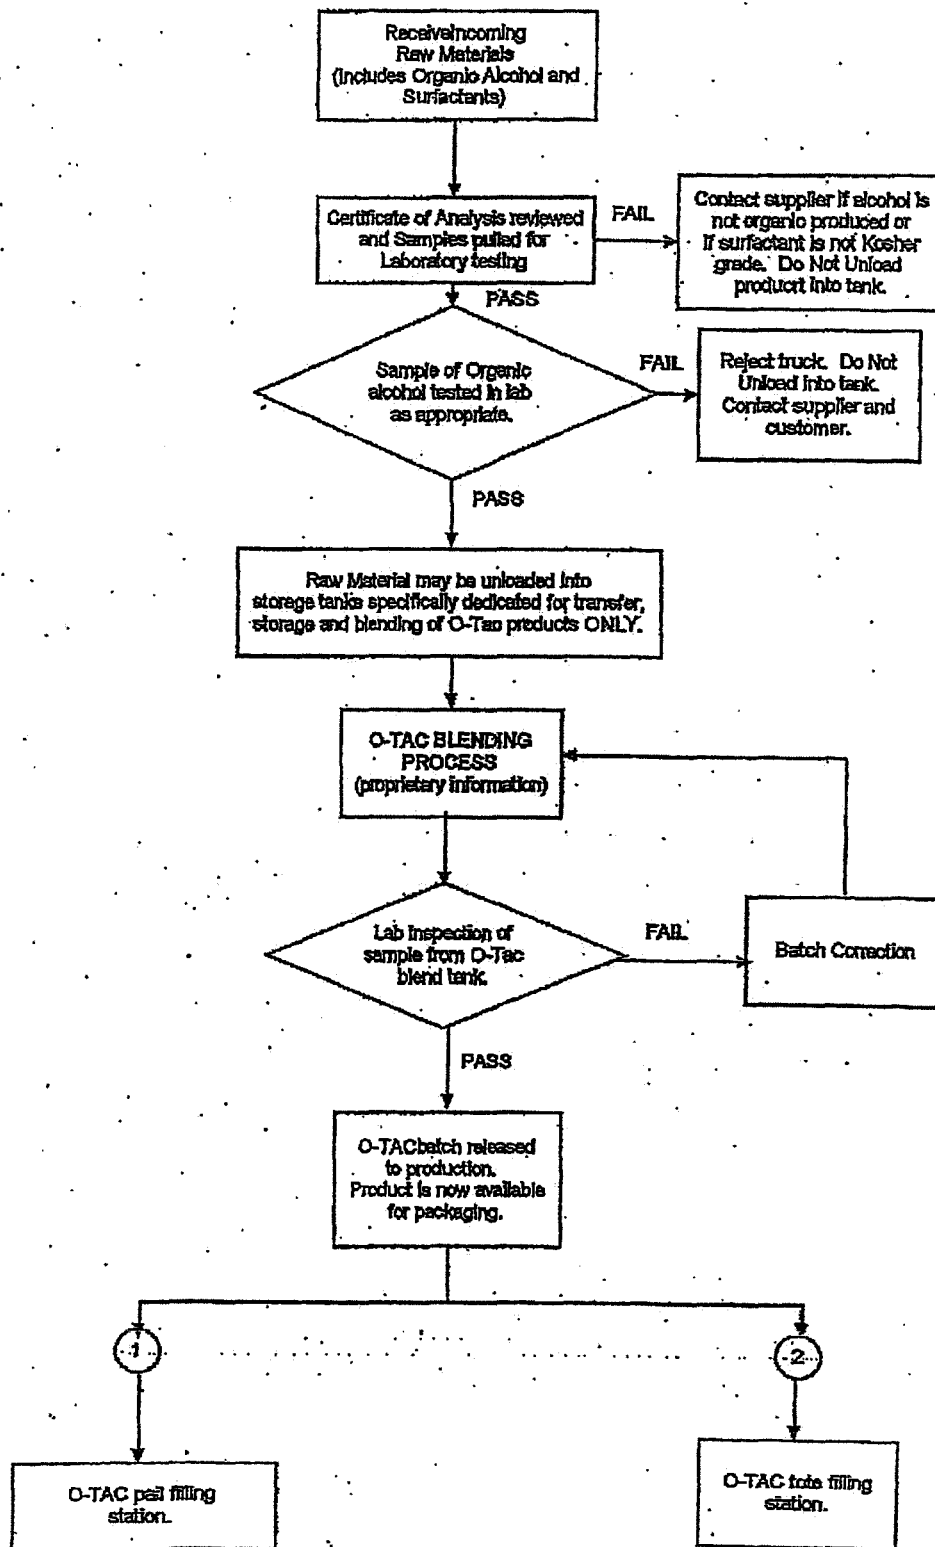 ReceiveIncoming
Raw Materials
(Includes Organic Alcohol and
Surfactants)
Certificate of Analysis reviewed
and Samples pulled for
Laboratory testing
FAIL
Contact supplier if alcohol is
not organic produced or
if surfactant is not Kosher
grade. Do Not Unload
product into tank.
PASS
Sample of Organic
alcohol tested in lab
as appropriate.
FAIL
Reject truck. Do Not
Unload into tank.
Contact supplier and
customer.
PASS
Raw Material may be unloaded into
storage tanks specifically dedicated for transfer,
storage and blending of O-Tac products ONLY.
O-TAC BLENDING
PROCESS
(proprietary information)
Lab Inspection of
sample from O-Tac
blend tank.
FAIL
Batch Correction
PASS
O-TACbatch released
to production.
Product is now available
for packaging.
1
2
O-TAC pail filling
station.
O-TAC tote filling
station.